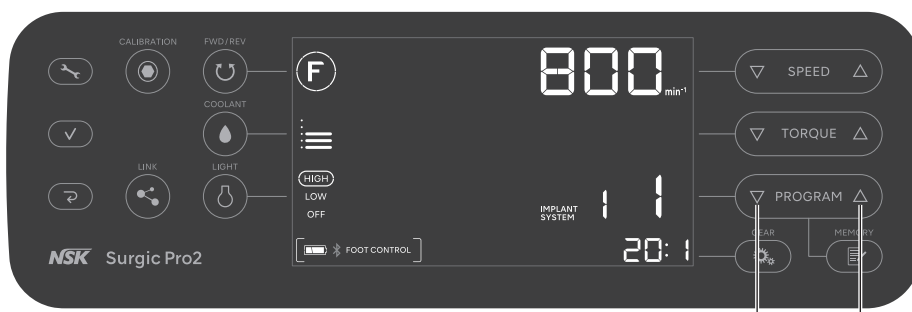 CALIBRATION
FWD/REV
F
800
min-1
SPEED
COOLANT
TORQUE
LINK
LIGHT
HIGH
LOW
OFF
IMPLANT
SYSTEM
1
1
PROGRAM
GEAR
MEMORY
NSK Surgic Pro2
FOOT CONTROL
20:1